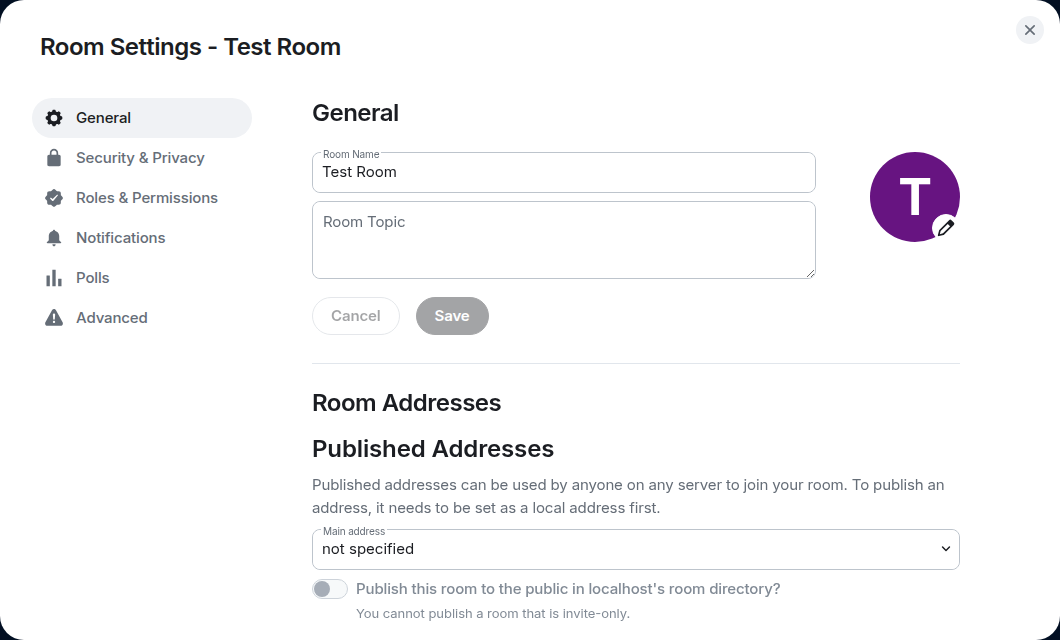 Room Settings - Test Room
General
Security & Privacy
Roles & Permissions
Notifications
Polls
Advanced
General
Room Name
Test Room
T
Room Topic
Cancel
Save
Room Addresses
Published Addresses
Published addresses can be used by anyone on any server to join your room. To publish an
address, it needs to be set as a local address first.
Main address
not specified
Publish this room to the public in localhost's room directory?
You cannot publish a room that is invite-only.